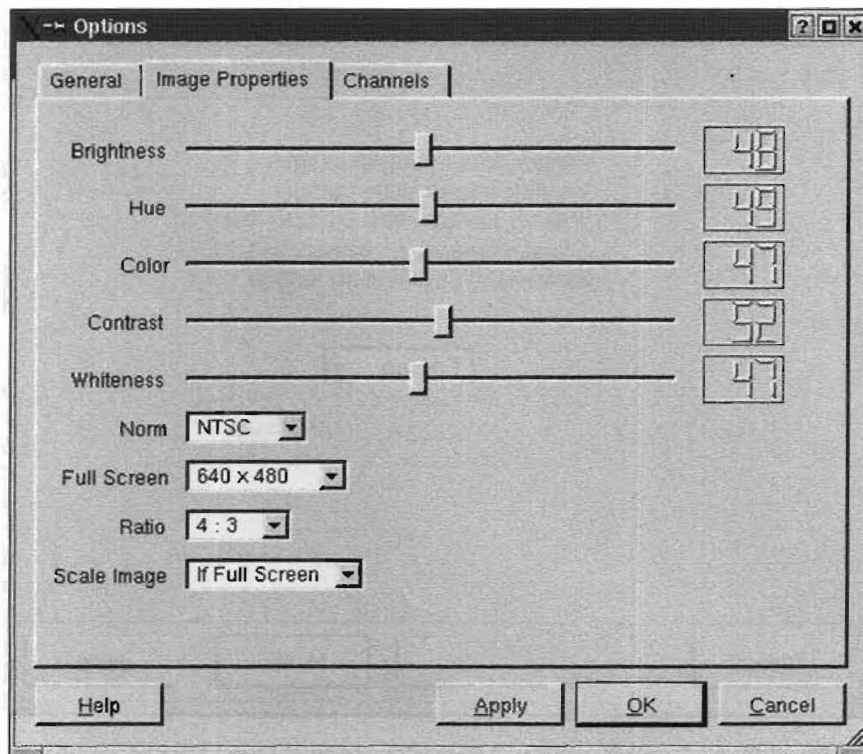 Options
General Image Properties Channels
Brightness 48
Hue 49
Color 47
Contrast 52
Whiteness 47
Norm NTSC
Full Screen 640 x 480
Ratio 4 : 3
Scale Image If Full Screen
Help Apply OK Cancel